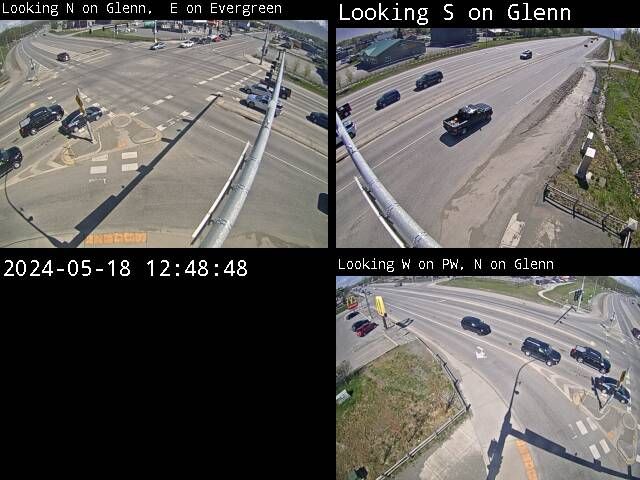 Looking N on Glenn, E on Evergreen
Looking S on Glenn
2024-05-18 12:48:48
Looking W on PW, N on Glenn